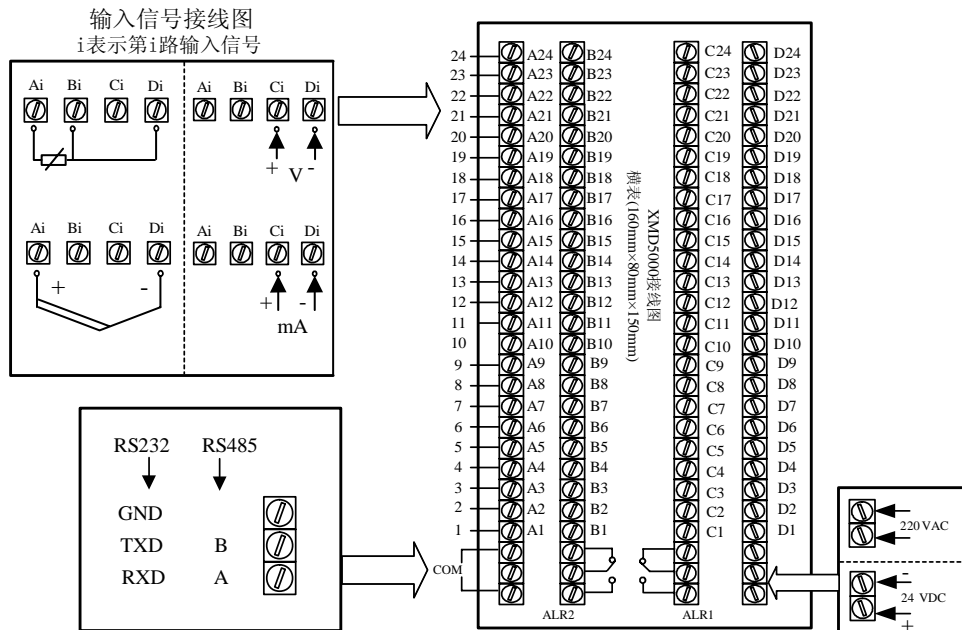 输入信号接线图
i表示第i路输入信号
Ai Bi Ci Di Ai Bi Ci Di
+ V -
Ai Bi Ci Di Ai Bi Ci Di
+ - + -
mA
RS232 RS485
GND
TXD B
RXD A
24 A24 B24 C24 D24
23 A23 B23 C23 D23
22 A22 B22 C22 D22
21 A21 B21 C21 D21
20 A20 B20 C20 D20
19 A19 B19 C19 D19
18 A18 B18 C18 D18
17 A17 B17 C17 D17
16 A16 B16 C16 D16
15 A15 B15 C15 D15
14 A14 B14 C14 D14
13 A13 B13 C13 D13
12 A12 B12 C12 D12
11 A11 B11 C11 D11
10 A10 B10 C10 D10
9 A9 B9 C9 D9
8 A8 B8 C8 D8
7 A7 B7 C7 D7
6 A6 B6 C6 D6
5 A5 B5 C5 D5
4 A4 B4 C4 D4
3 A3 B3 C3 D3
2 A2 B2 C2 D2
1 A1 B1 C1 D1
COM
ALR2 ALR1
XMD5000接线图
横表(160mm×80mm×150mm)
220 VAC
-
24 VDC
+